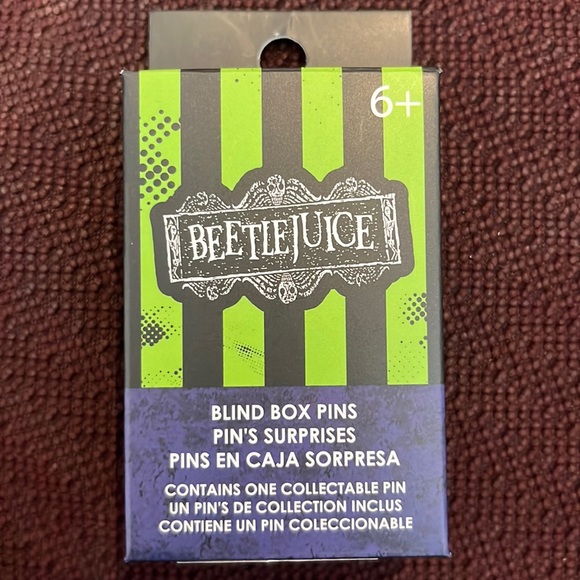 6+
BEETLEJUICE
BLIND BOX PINS
PIN'S SURPRISES
PINS EN CAJA SORPRESA
CONTAINS ONE COLLECTABLE PIN
UN PIN'S DE COLLECTION INCLUS
CONTIENE UN PIN COLECCIONABLE